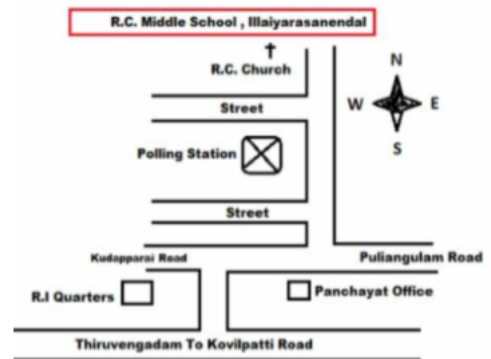 R.C. Middle School , Illaiyarasanendal
R.C. Church
N
W E
S
Street
Polling Station
Street
Kudapparai Road
Puliangulam Road
R.I Quarters
Panchayat Office
Thiruvengadam To Kovilpatti Road